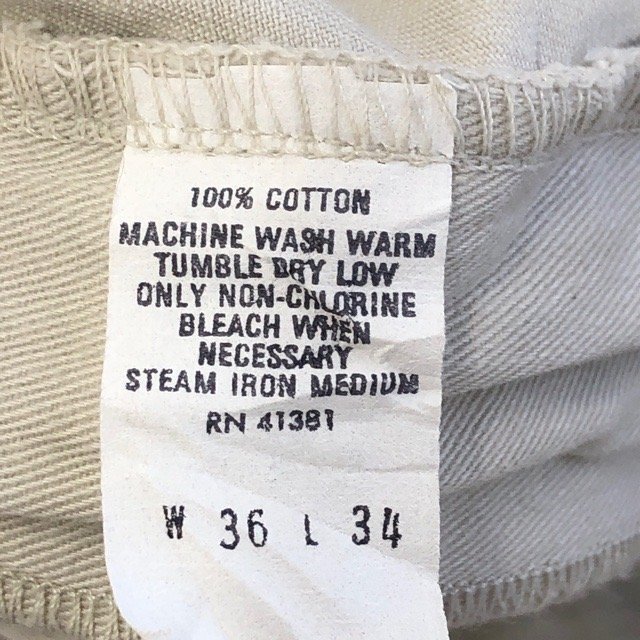 100% COTTON
MACHINE WASH WARM
TUMBLE DRY LOW
ONLY NON-CHLORINE
BLEACH WHEN
NECESSARY
STEAM IRON MEDIUM
RN 41381
W 36 L 34